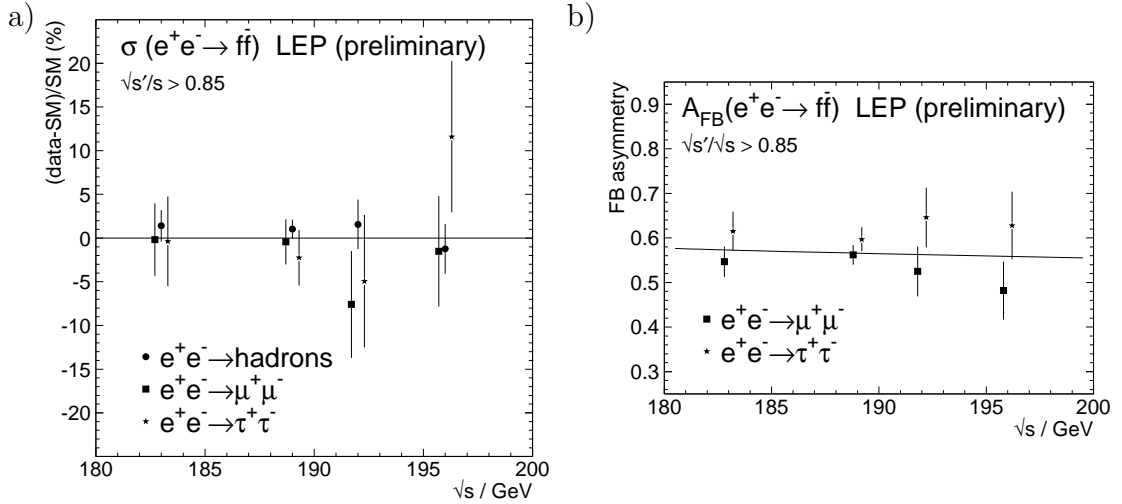 a)
σ (e⁺e⁻→ ff̄) LEP (preliminary)
√s′/s > 0.85
(data-SM)/SM (%)
20
15
10
5
0
-5
-10
-15
-20
e⁺e⁻→hadrons
e⁺e⁻→μ⁺μ⁻
e⁺e⁻→τ⁺τ⁻
180 185 190 195 200
√s / GeV
b)
A_FB(e⁺e⁻→ ff̄) LEP (preliminary)
√s′/√s > 0.85
FB asymmetry
0.9
0.8
0.7
0.6
0.5
0.4
0.3
e⁺e⁻→μ⁺μ⁻
e⁺e⁻→τ⁺τ⁻
180 185 190 195 200
√s / GeV